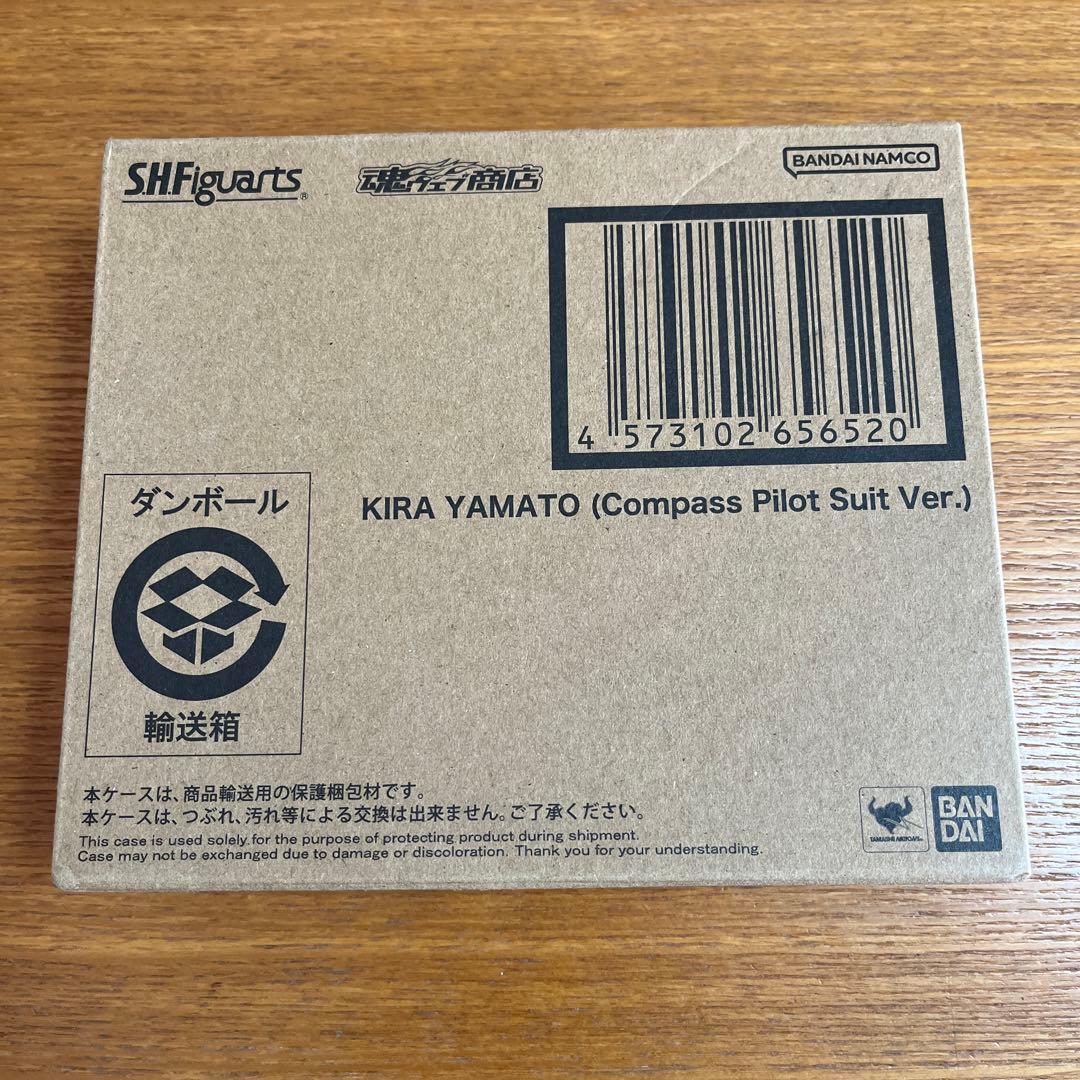 S.H.Figuarts®
魂ウェブ商店
BANDAI NAMCO
4 573102 656520
KIRA YAMATO (Compass Pilot Suit Ver.)
ダンボール
輸送箱
本ケースは、商品輸送用の保護梱包材です。
本ケースは、つぶれ、汚れ等による交換は出来ません。ご了承ください。
This case is used solely for the purpose of protecting product during shipment.
Case may not be exchanged due to damage or discoloration. Thank you for your understanding.
TAMASHII NATIONS
BAN
DAI